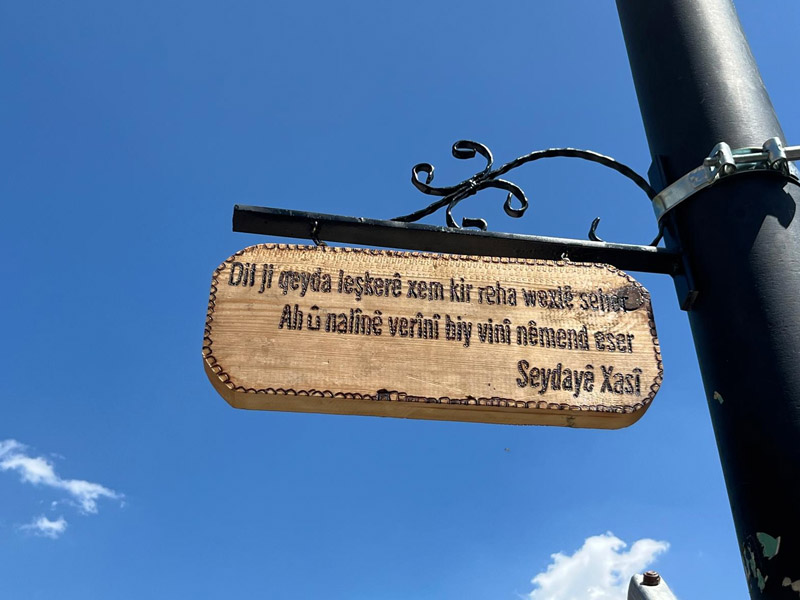 Dil ji qeyda leşkerê xem kir reha wextê seher
Ah û nalînê verînî biy vinî nêmend eser
Seydayê Xasî